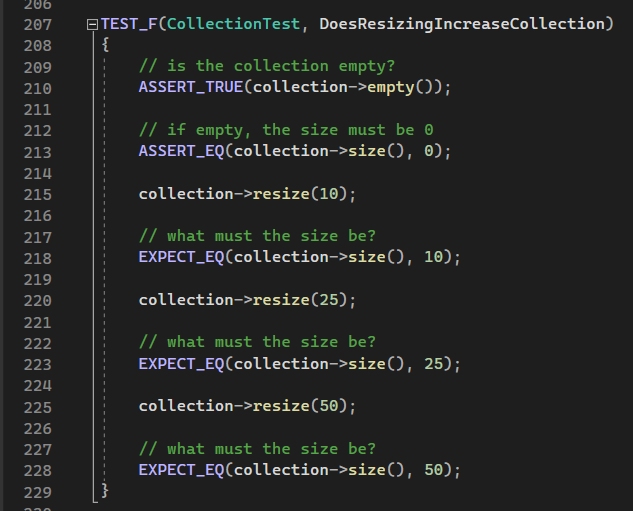 206
207 TEST_F(CollectionTest, DoesResizingIncreaseCollection)
208 {
209 // is the collection empty?
210 ASSERT_TRUE(collection->empty());
211
212 // if empty, the size must be 0
213 ASSERT_EQ(collection->size(), 0);
214
215 collection->resize(10);
216
217 // what must the size be?
218 EXPECT_EQ(collection->size(), 10);
219
220 collection->resize(25);
221
222 // what must the size be?
223 EXPECT_EQ(collection->size(), 25);
224
225 collection->resize(50);
226
227 // what must the size be?
228 EXPECT_EQ(collection->size(), 50);
229 }